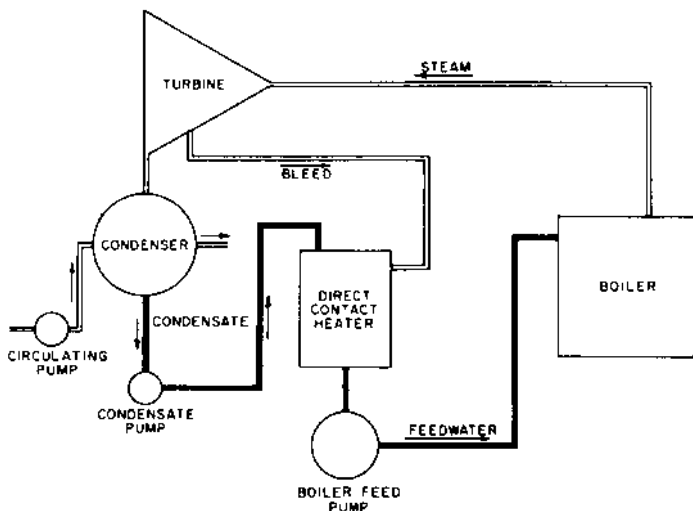 STEAM
TURBINE
BLEED
CONDENSER
BOILER
DIRECT
CONTACT
HEATER
CONDENSATE
CIRCULATING
PUMP
CONDENSATE
PUMP
FEEDWATER
BOILER FEED
PUMP